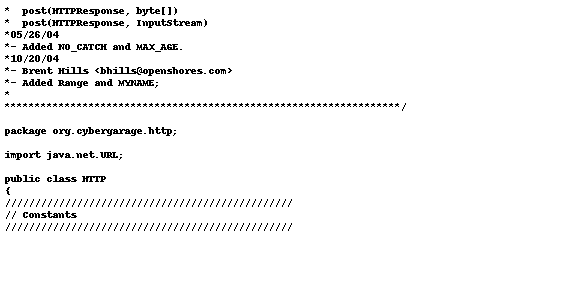 *  post(HTTPResponse, byte[])
*  post(HTTPResponse, InputStream)
*05/26/04
*- Added NO_CATCH and MAX_AGE.
*10/20/04
*- Brent Hills <bhills@openshores.com>
*- Added Range and MYNAME;
*
******************************************************************/

package org.cybergarage.http;

import java.net.URL;

public class HTTP
{
////////////////////////////////////////////////
// Constants
////////////////////////////////////////////////